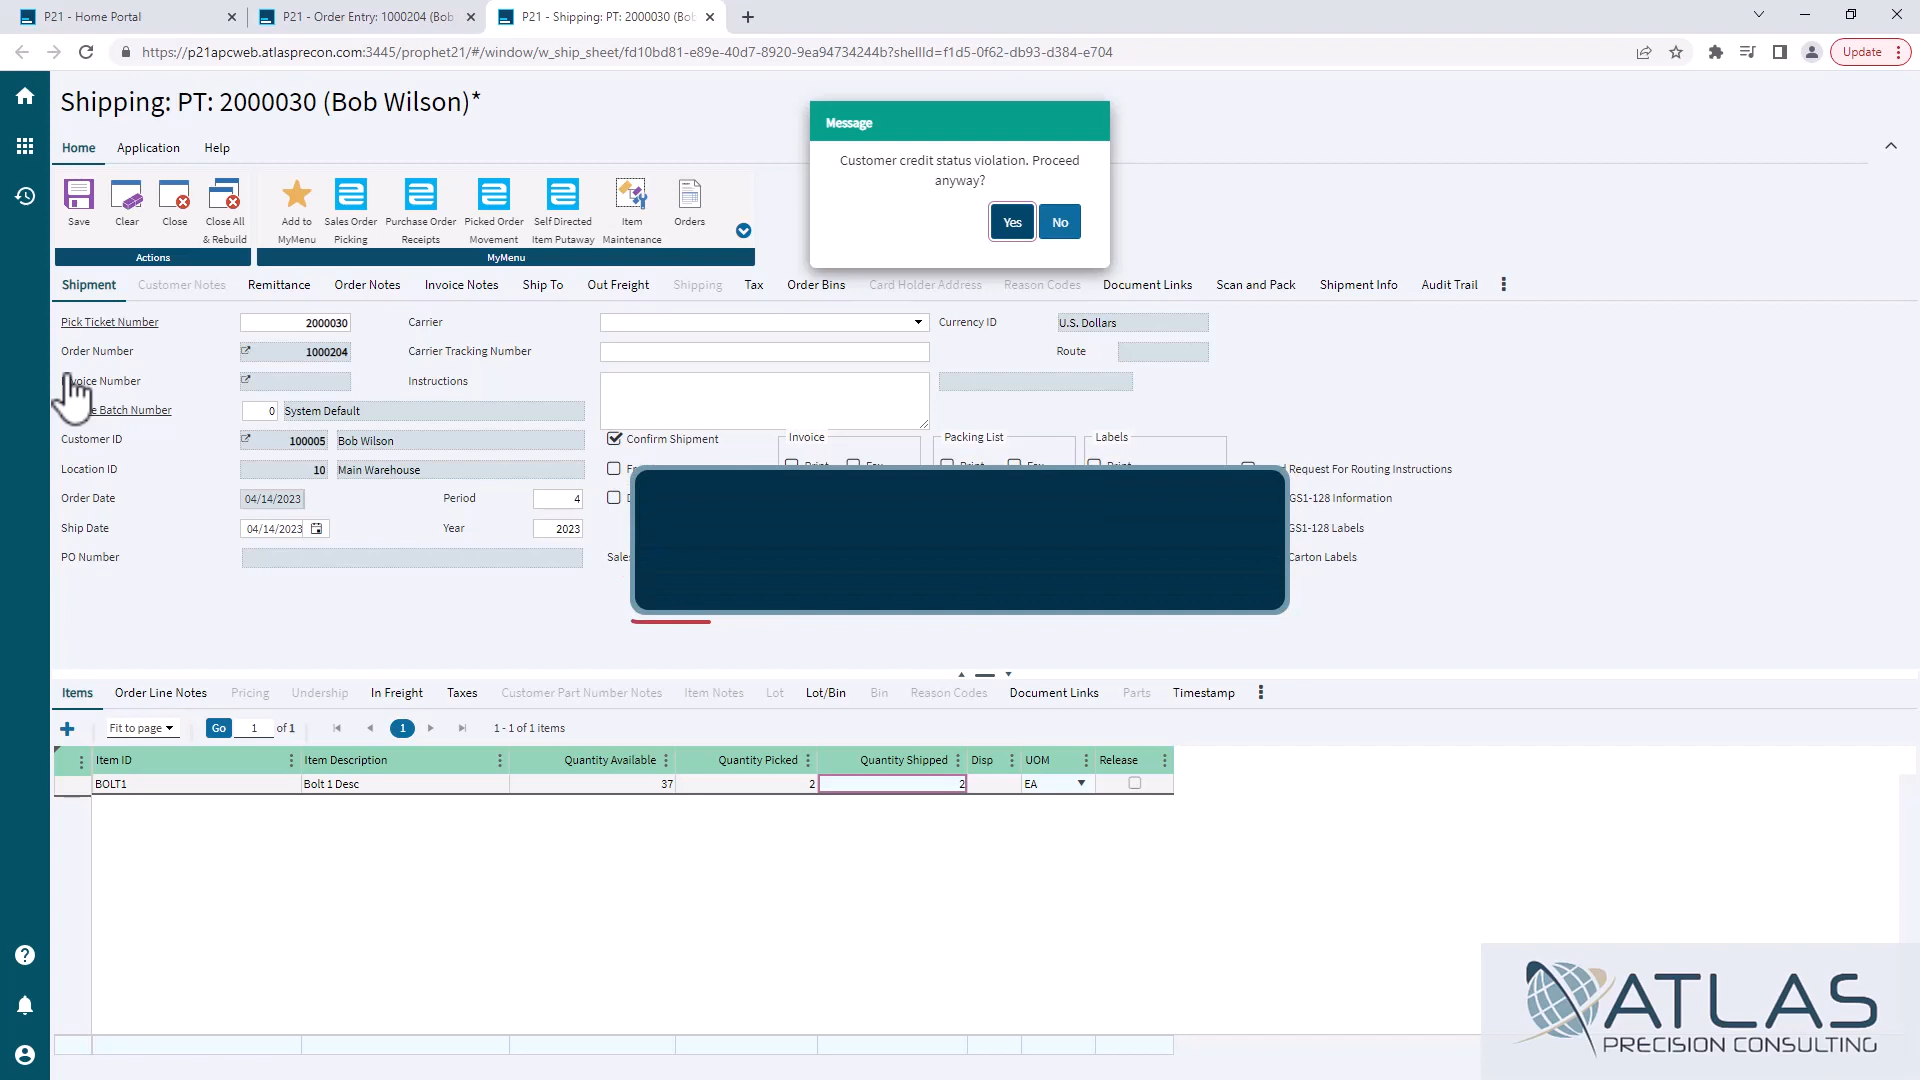 P21 - Home Portal
P21 - Order Entry: 1000204 (Bob
P21 - Shipping: PT: 2000030 (Bo
https://p21apcweb.atlasprecon.com:3445/prophet21/#/window/w_ship_sheet/fd10bd81-e89e-40d7-8920-9ea94734244b?shellId=f1d5-0f62-db93-d384-e704
Update
Shipping: PT: 2000030 (Bob Wilson)*
Message
Customer credit status violation. Proceed
anyway?
Yes No
Home Application Help
Save
Clear
Close
Close All
& Rebuild
Add to
MyMenu
Sales Order
Picking
Purchase Order
Receipts
Picked Order
Movement
Self Directed
Item Putaway
Item
Maintenance
Orders
Actions
MyMenu
Shipment Customer Notes Remittance Order Notes Invoice Notes Ship To Out Freight Shipping Tax Order Bins Card Holder Address Reason Codes Document Links Scan and Pack Shipment Info Audit Trail
Pick Ticket Number 2000030 Carrier Currency ID U.S. Dollars
Order Number 1000204 Carrier Tracking Number Route
Number Instructions
Batch Number 0 System Default
Customer ID 100005 Bob Wilson Confirm Shipment Invoice Packing List Labels
Location ID 10 Main Warehouse Request For Routing Instructions
Order Date 04/14/2023 Period 4 GS1-128 Information
Ship Date 04/14/2023 Year 2023 GS1-128 Labels
PO Number Carton Labels
Items Order Line Notes Pricing Undership In Freight Taxes Customer Part Number Notes Item Notes Lot Lot/Bin Bin Reason Codes Document Links Parts Timestamp
Fit to page Go 1 of 1 1 1 - 1 of 1 items
Item ID Item Description Quantity Available Quantity Picked Quantity Shipped Disp UOM Release
BOLT1 Bolt 1 Desc 37 2 2 EA
ATLAS
PRECISION CONSULTING